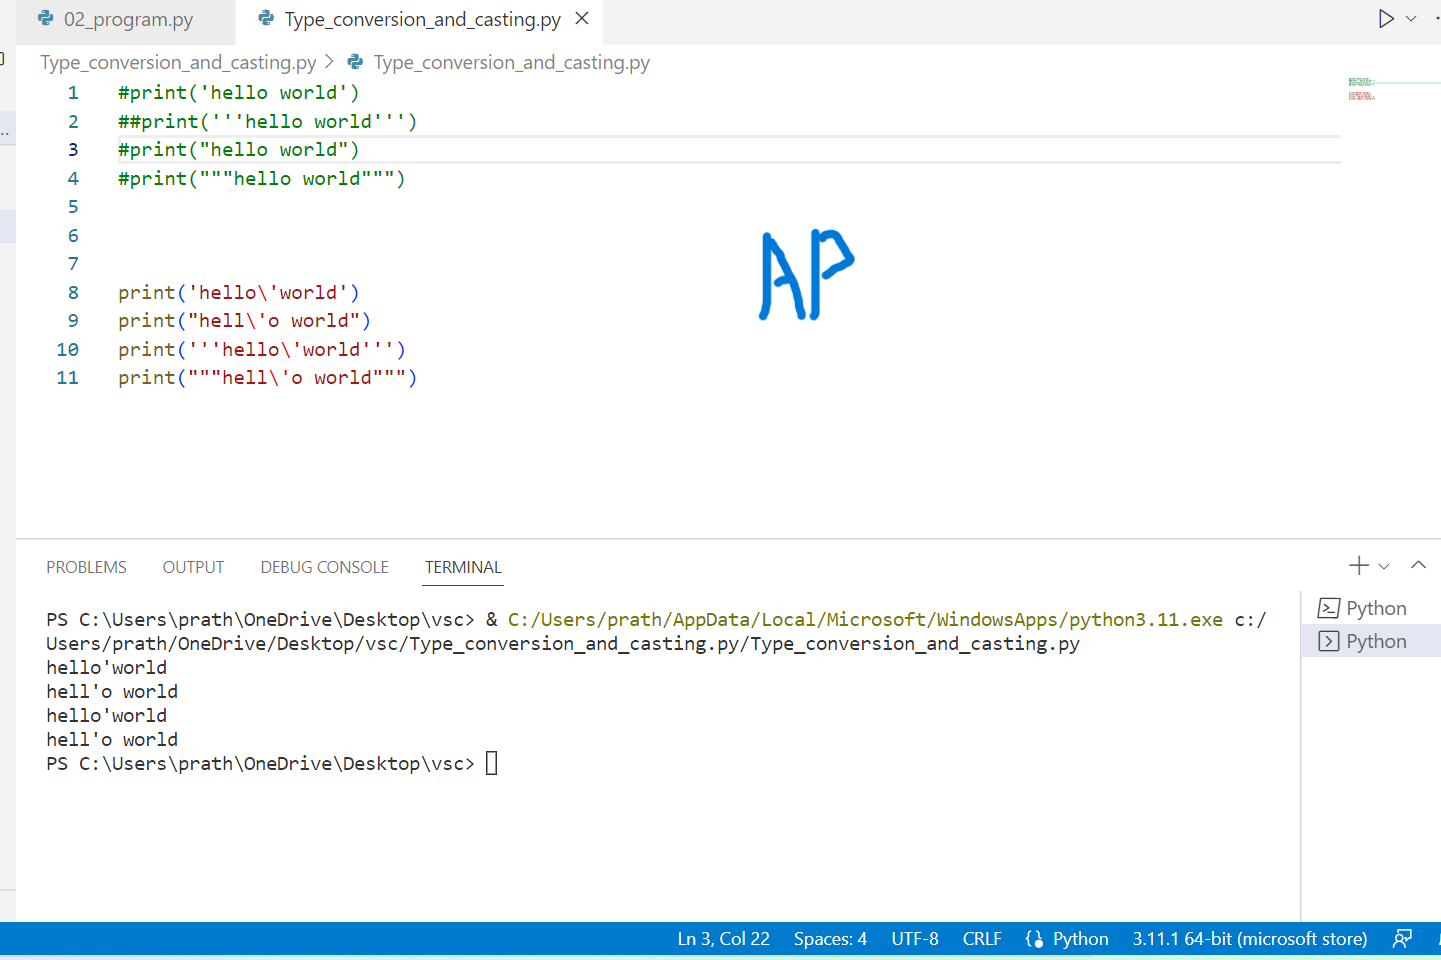 02_program.py Type_conversion_and_casting.py
Type_conversion_and_casting.py > Type_conversion_and_casting.py
1 #print('hello world')
2 ##print('''hello world''')
3 #print("hello world")
4 #print("""hello world""")
5
6
7
AP
8 print('hello\'world')
9 print("hell\'o world")
10 print('''hello\'world''')
11 print("""hell\'o world""")
PROBLEMS OUTPUT DEBUG CONSOLE TERMINAL
PS C:\Users\prath\OneDrive\Desktop\vsc> & C:/Users/prath/AppData/Local/Microsoft/WindowsApps/python3.11.exe c:/
Users/prath/OneDrive/Desktop/vsc/Type_conversion_and_casting.py/Type_conversion_and_casting.py
hello'world
hell'o world
hello'world
hell'o world
PS C:\Users\prath\OneDrive\Desktop\vsc>
Python
Python
Ln 3, Col 22 Spaces: 4 UTF-8 CRLF Python 3.11.1 64-bit (microsoft store)